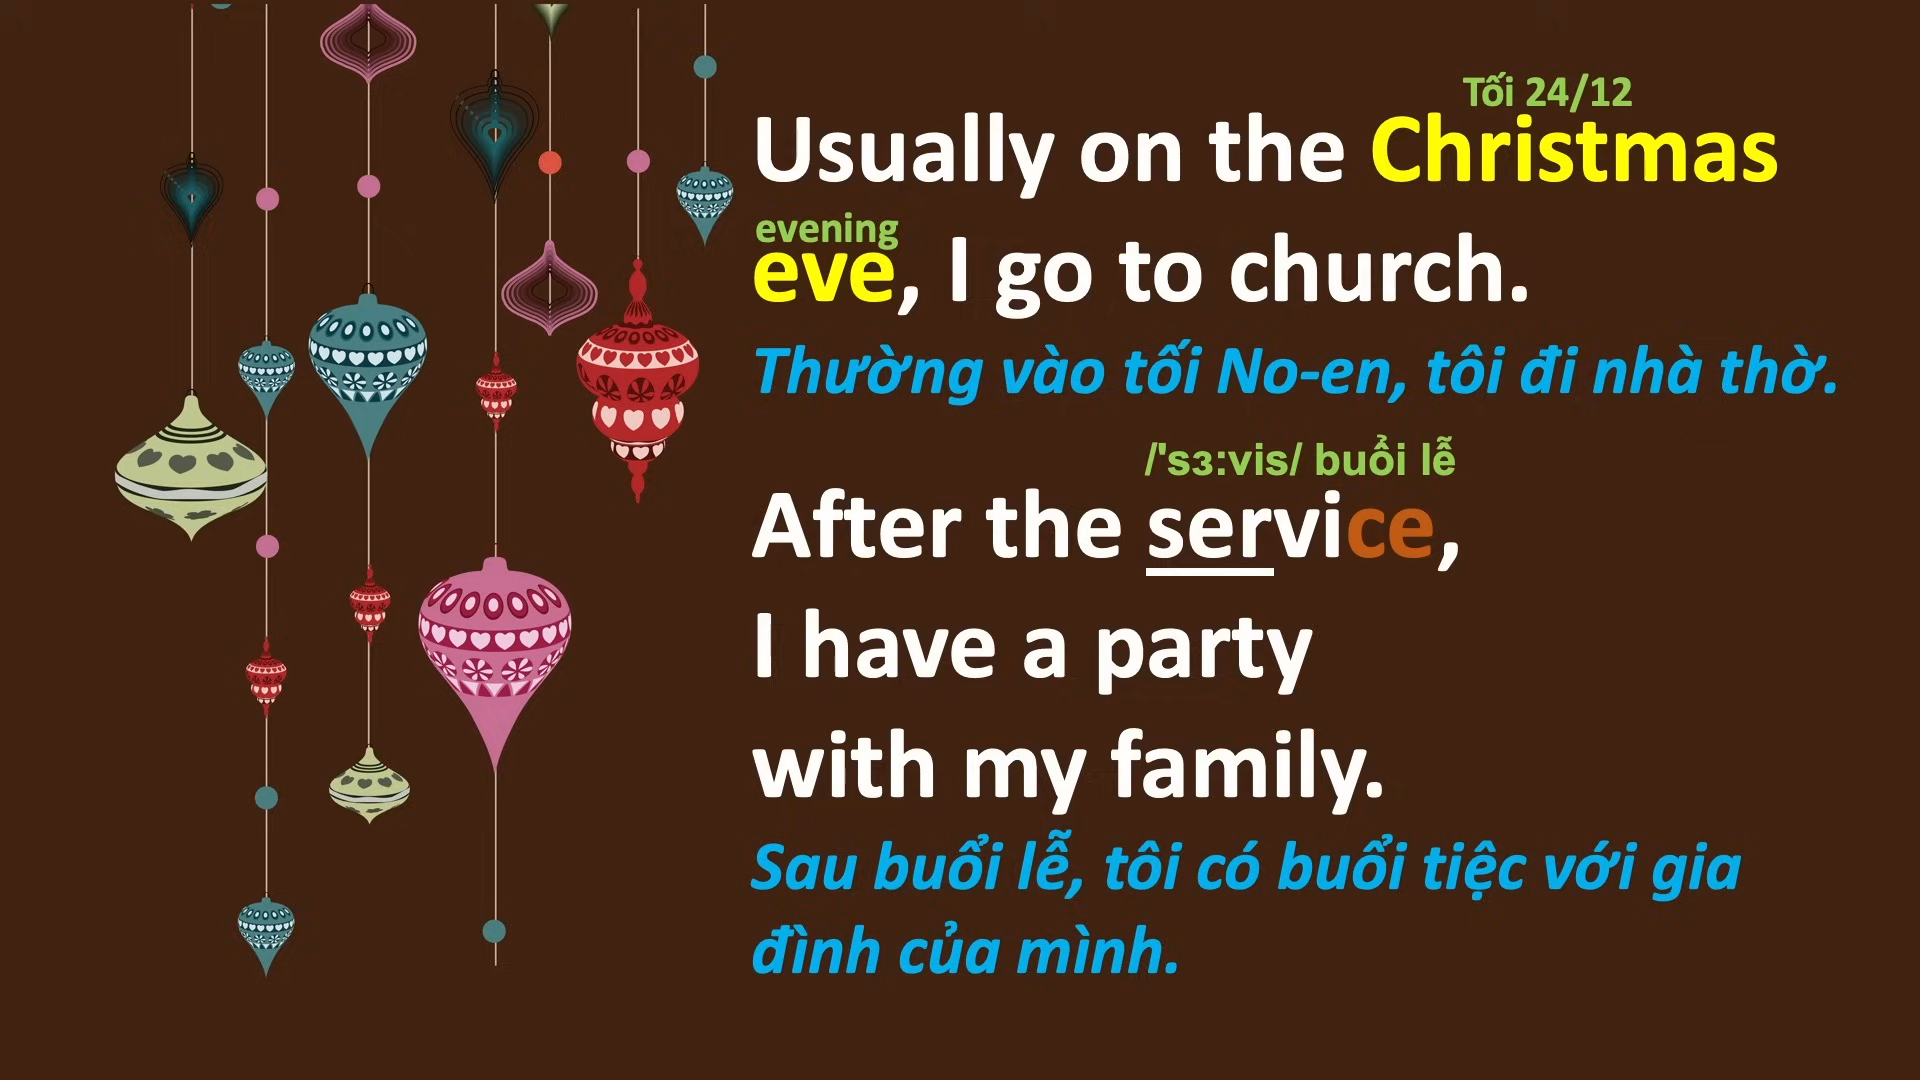 Tối 24/12
Usually on the Christmas
evening
eve, I go to church.
Thường vào tối No-en, tôi đi nhà thờ.
/'sɜ:vis/ buổi lễ
After the service,
I have a party
with my family.
Sau buổi lễ, tôi có buổi tiệc với gia
đình của mình.